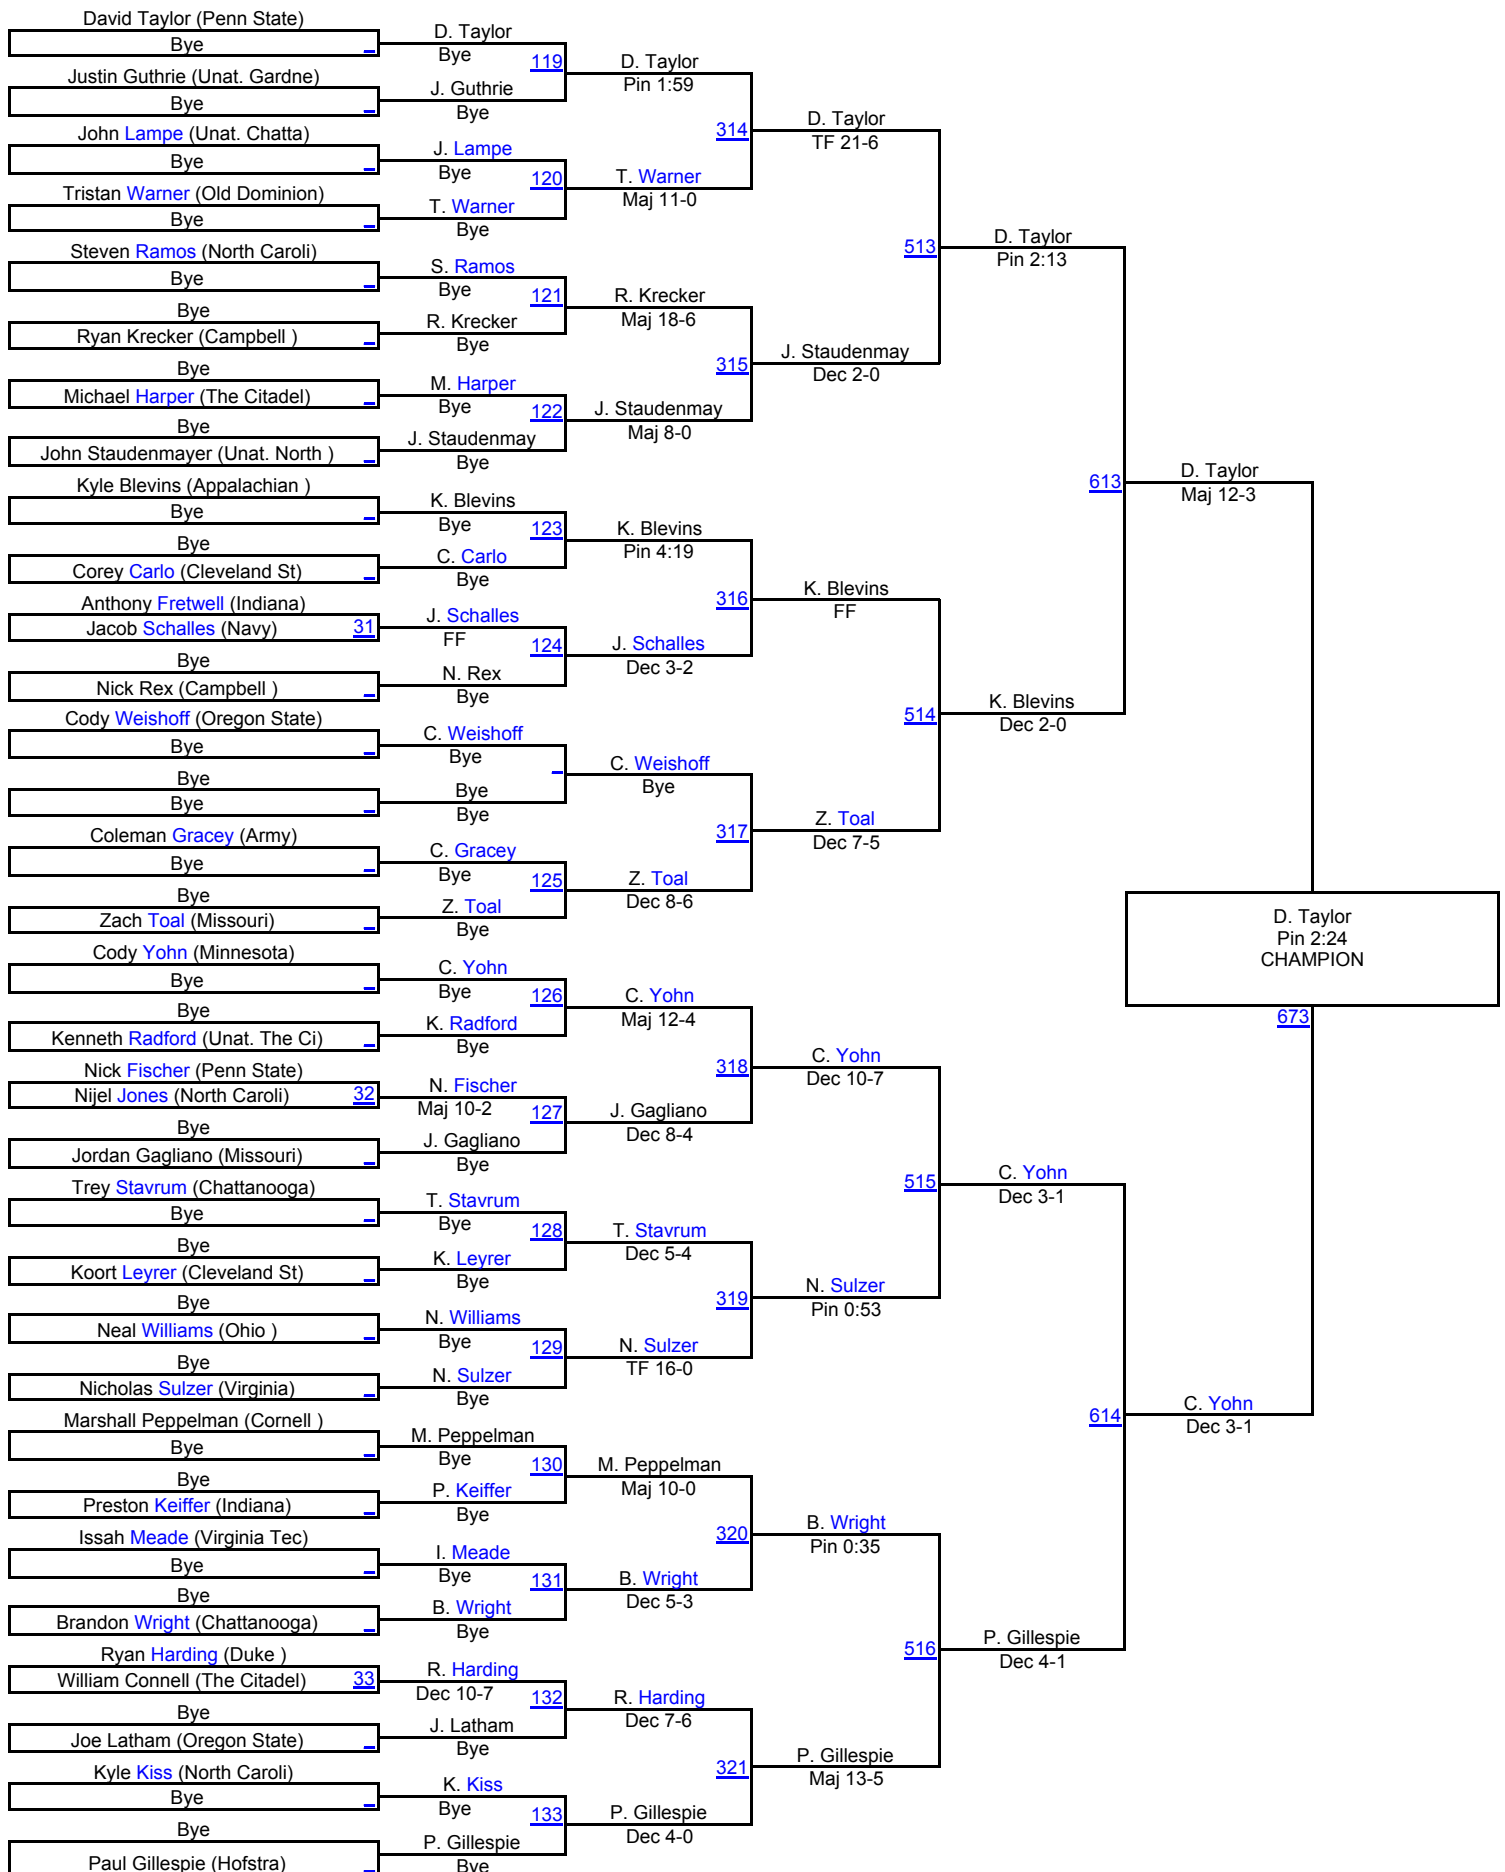 David Taylor (Penn State)
Bye
Justin Guthrie (Unat. Gardne)
Bye
John Lampe (Unat. Chatta)
Bye
Tristan Warner (Old Dominion)
Bye
Steven Ramos (North Caroli)
Bye
Bye
Ryan Krecker (Campbell )
Bye
Michael Harper (The Citadel)
Bye
John Staudenmayer (Unat. North )
Kyle Blevins (Appalachian )
Bye
Bye
Corey Carlo (Cleveland St)
Anthony Fretwell (Indiana)
Jacob Schalles (Navy) 31
Bye
Nick Rex (Campbell )
Cody Weishoff (Oregon State)
Bye
Bye
Bye
Coleman Gracey (Army)
Bye
Bye
Zach Toal (Missouri)
Cody Yohn (Minnesota)
Bye
Bye
Kenneth Radford (Unat. The Ci)
Nick Fischer (Penn State)
Nijel Jones (North Caroli) 32
Bye
Jordan Gagliano (Missouri)
Trey Stavrum (Chattanooga)
Bye
Bye
Koort Leyrer (Cleveland St)
Bye
Neal Williams (Ohio )
Bye
Nicholas Sulzer (Virginia)
Marshall Peppelman (Cornell )
Bye
Bye
Preston Keiffer (Indiana)
Issah Meade (Virginia Tec)
Bye
Bye
Brandon Wright (Chattanooga)
Ryan Harding (Duke )
William Connell (The Citadel) 33
Bye
Joe Latham (Oregon State)
Kyle Kiss (North Caroli)
Bye
Bye
Paul Gillespie (Hofstra)
D. Taylor
Bye 119
J. Guthrie
Bye
J. Lampe
Bye 120
T. Warner
Bye
S. Ramos
Bye 121
R. Krecker
Bye
M. Harper
Bye 122
J. Staudenmay
Bye
K. Blevins
Bye 123
C. Carlo
Bye
J. Schalles
FF 124
N. Rex
Bye
C. Weishoff
Bye
Bye
Bye
C. Gracey
Bye 125
Z. Toal
Bye
C. Yohn
Bye 126
K. Radford
Bye
N. Fischer
Maj 10-2 127
J. Gagliano
Bye
T. Stavrum
Bye 128
K. Leyrer
Bye
N. Williams
Bye 129
N. Sulzer
Bye
M. Peppelman
Bye 130
P. Keiffer
Bye
I. Meade
Bye 131
B. Wright
Bye
R. Harding
Dec 10-7 132
J. Latham
Bye
K. Kiss
Bye 133
P. Gillespie
Bye
D. Taylor
Pin 1:59
314
T. Warner
Maj 11-0
R. Krecker
Maj 18-6
315
J. Staudenmay
Maj 8-0
K. Blevins
Pin 4:19
316
J. Schalles
Dec 3-2
C. Weishoff
Bye
317
Z. Toal
Dec 8-6
C. Yohn
Maj 12-4
318
J. Gagliano
Dec 8-4
T. Stavrum
Dec 5-4
319
N. Sulzer
TF 16-0
M. Peppelman
Maj 10-0
320
B. Wright
Dec 5-3
R. Harding
Dec 7-6
321
P. Gillespie
Dec 4-0
D. Taylor
TF 21-6
513
J. Staudenmay
Dec 2-0
K. Blevins
FF
514
Z. Toal
Dec 7-5
C. Yohn
Dec 10-7
515
N. Sulzer
Pin 0:53
B. Wright
Pin 0:35
516
P. Gillespie
Maj 13-5
D. Taylor
Pin 2:13
613
K. Blevins
Dec 2-0
C. Yohn
Dec 3-1
614
P. Gillespie
Dec 4-1
D. Taylor
Maj 12-3
D. Taylor
Pin 2:24
CHAMPION
673
C. Yohn
Dec 3-1